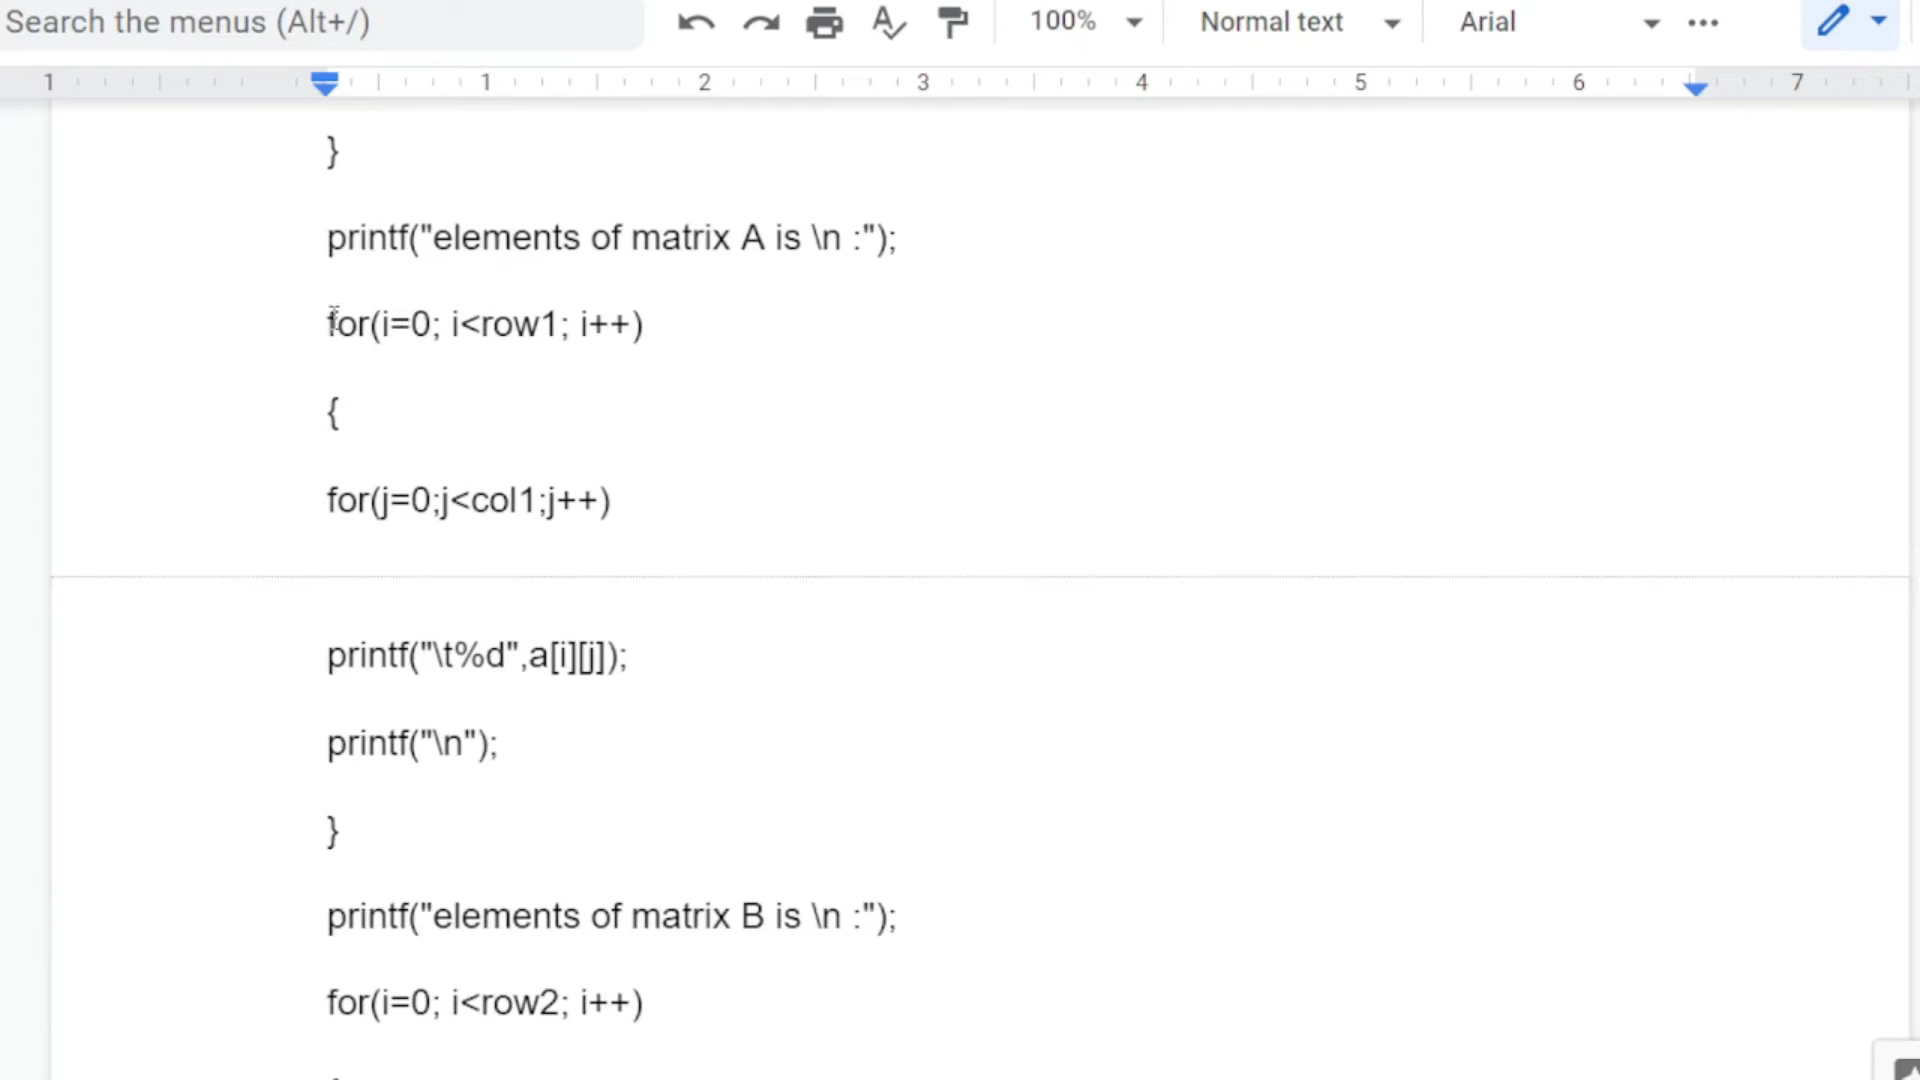 Search the menus (Alt+/) 100% Normal text Arial
1 1 2 3 4 5 6 7
}
printf("elements of matrix A is \n :");
for(i=0; i<row1; i++)
{
for(j=0;j<col1;j++)
printf("\t%d",a[i][j]);
printf("\n");
}
printf("elements of matrix B is \n :");
for(i=0; i<row2; i++)